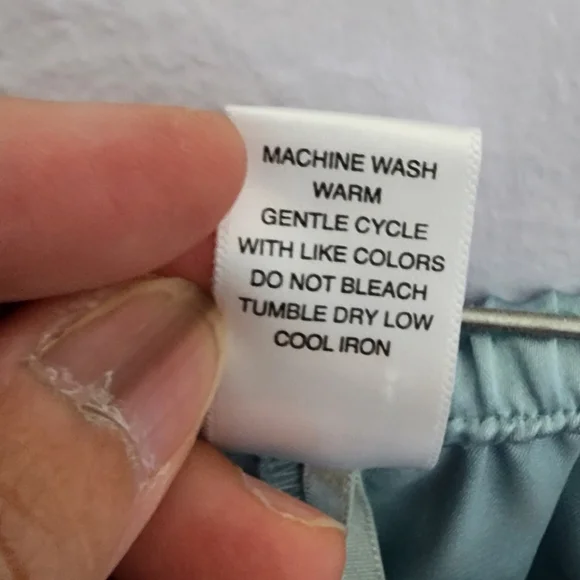 MACHINE WASH
WARM
GENTLE CYCLE
WITH LIKE COLORS
DO NOT BLEACH
TUMBLE DRY LOW
COOL IRON